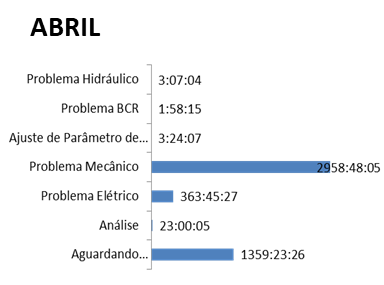 ABRIL
Problema Hidráulico 3:07:04
Problema BCR 1:58:15
Ajuste de Parâmetro de... 3:24:07
Problema Mecânico 2958:48:05
Problema Elétrico 363:45:27
Análise 23:00:05
Aguardando... 1359:23:26